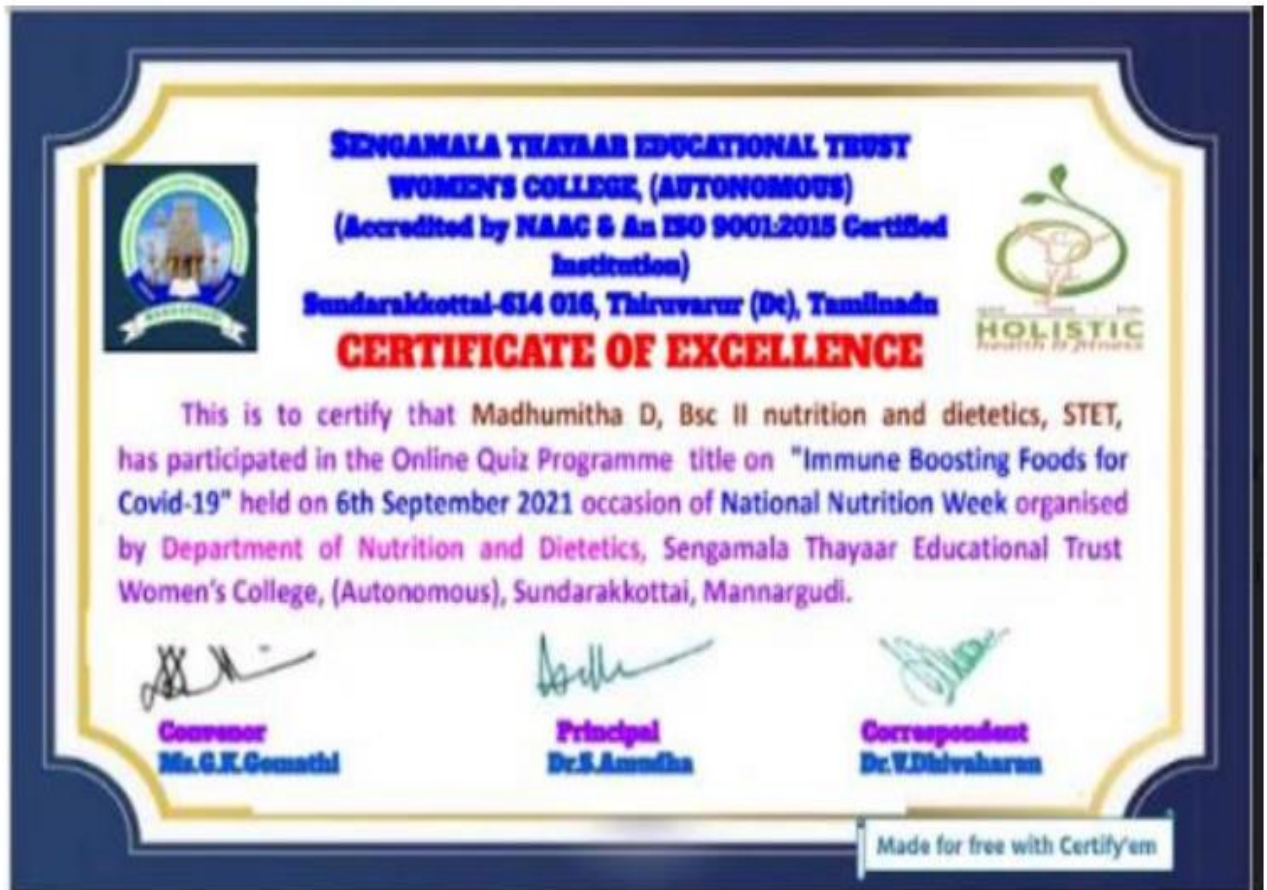 SENGAMALA THAYAAR EDUCATIONAL TRUST
WOMEN'S COLLEGE, (AUTONOMOUS)
(Accredited by NAAC & An ISO 9001:2015 Certified
Institution)
Sundarakkottai-614 016, Thiruvarur (Dt), Tamilnadu
MANNARGUDI
HOLISTIC
health & fitness
CERTIFICATE OF EXCELLENCE
This is to certify that Madhumitha D, Bsc II nutrition and dietetics, STET,
has participated in the Online Quiz Programme title on "Immune Boosting Foods for
Covid-19" held on 6th September 2021 occasion of National Nutrition Week organised
by Department of Nutrition and Dietetics, Sengamala Thayaar Educational Trust
Women's College, (Autonomous), Sundarakkottai, Mannargudi.
Convenor
Ms.G.K.Gomathi
Principal
Dr.S.Amudha
Correspondent
Dr.V.Dhivaharan
Made for free with Certify'em